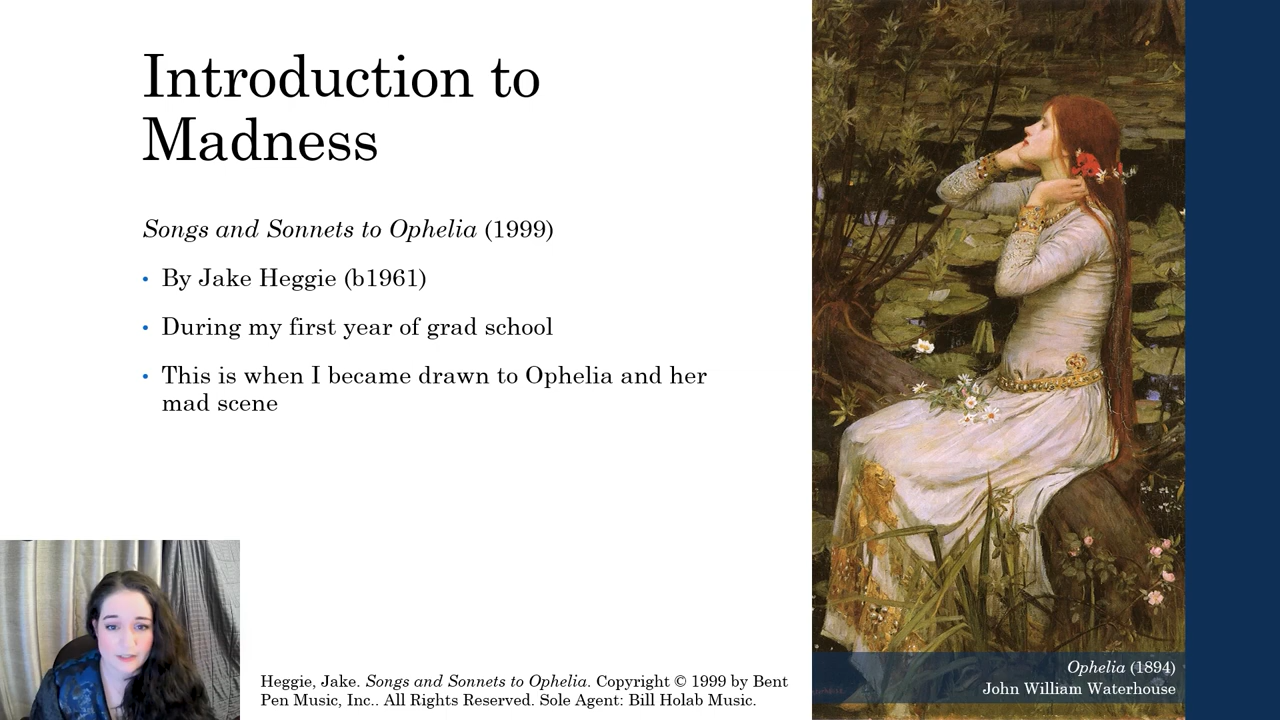 Introduction to
Madness
Songs and Sonnets to Ophelia (1999)
• By Jake Heggie (b1961)
• During my first year of grad school
• This is when I became drawn to Ophelia and her
mad scene
Heggie, Jake. Songs and Sonnets to Ophelia. Copyright © 1999 by Bent
Pen Music, Inc.. All Rights Reserved. Sole Agent: Bill Holab Music.
Ophelia (1894)
John William Waterhouse